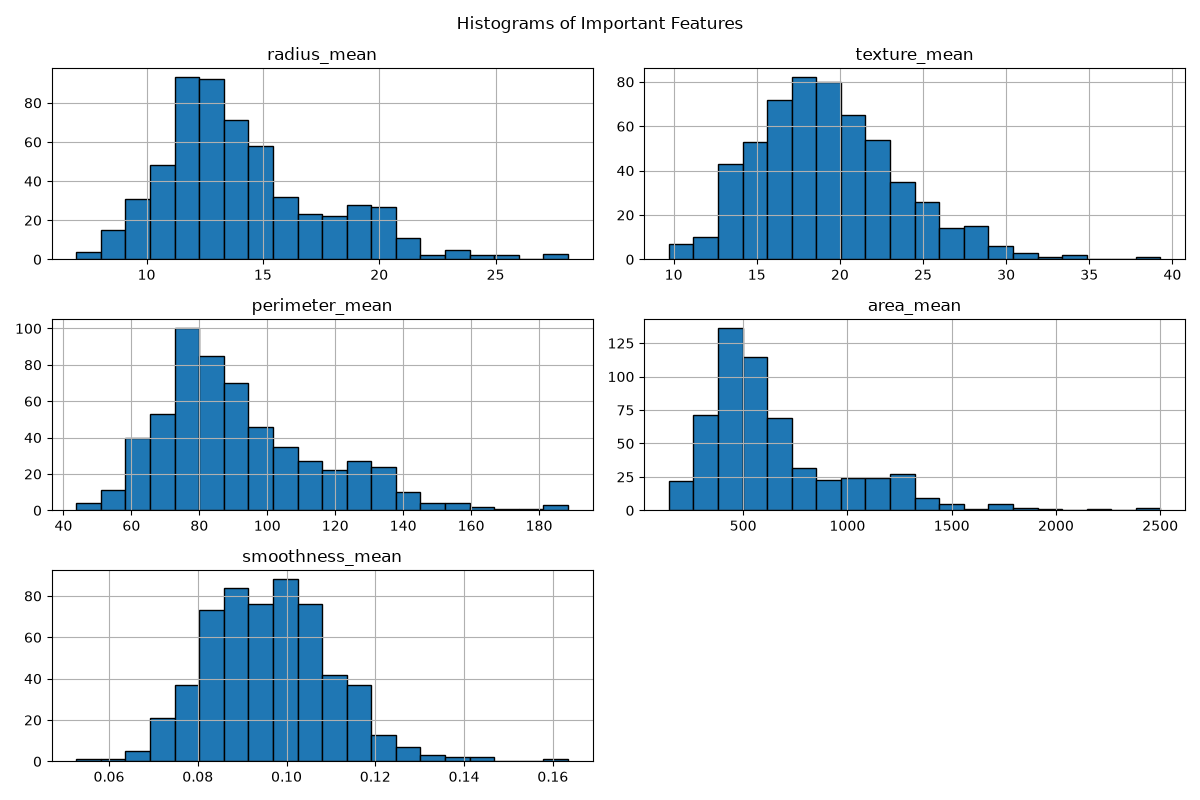 Histograms of Important Features
radius_mean
80
60
40
20
0
10 15 20 25
texture_mean
80
60
40
20
0
10 15 20 25 30 35 40
perimeter_mean
100
80
60
40
20
0
40 60 80 100 120 140 160 180
area_mean
125
100
75
50
25
0
500 1000 1500 2000 2500
smoothness_mean
80
60
40
20
0
0.06 0.08 0.10 0.12 0.14 0.16